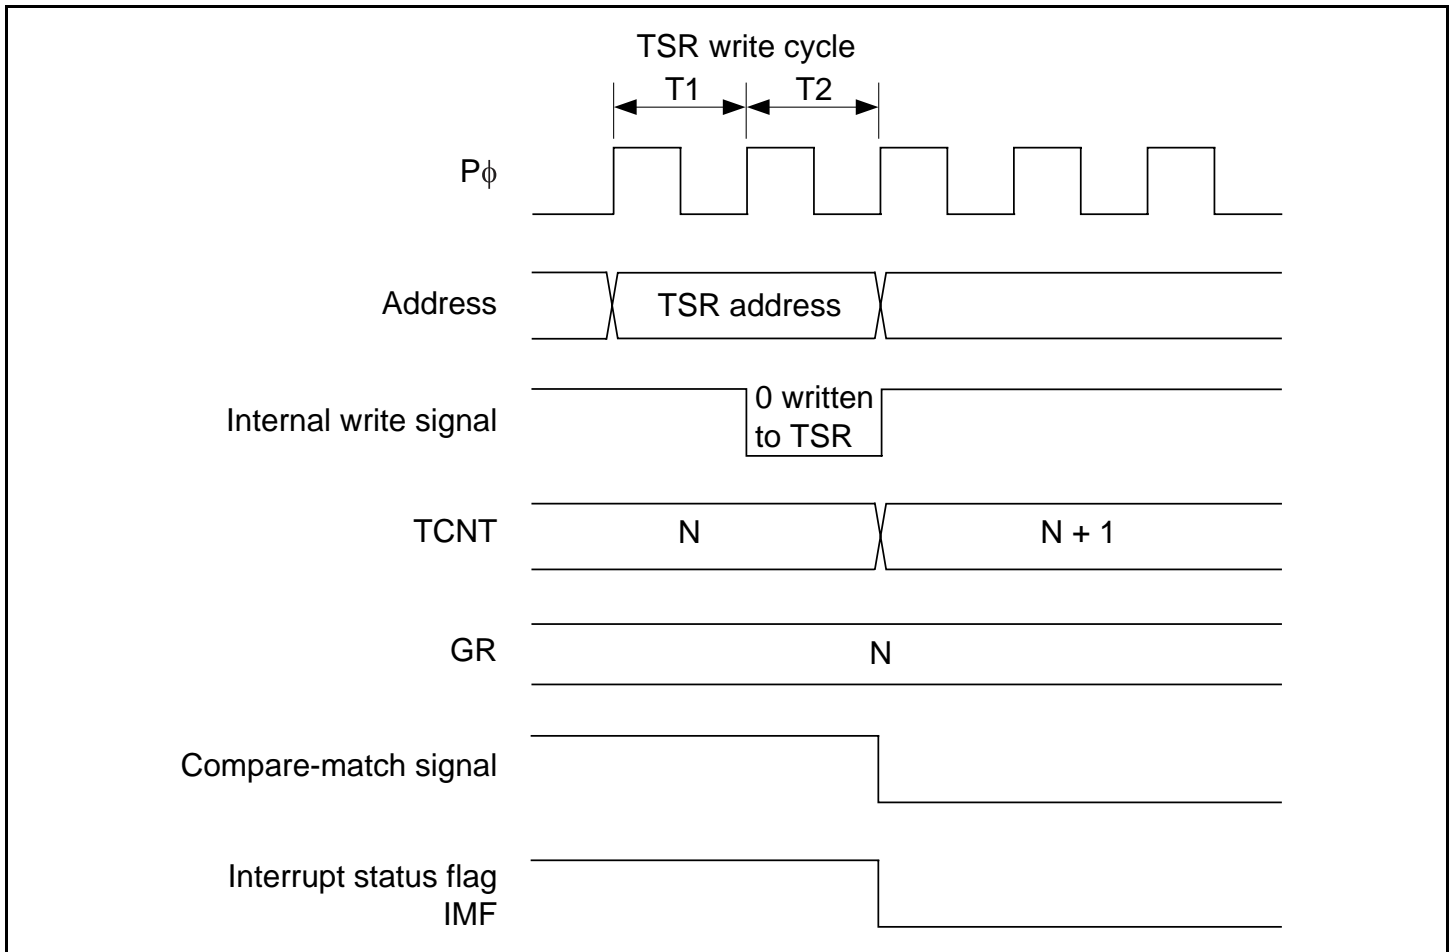 TSR write cycle
T1 T2
Pϕ
Address TSR address
Internal write signal 0 written
to TSR
TCNT N N + 1
GR N
Compare-match signal
Interrupt status flag
IMF